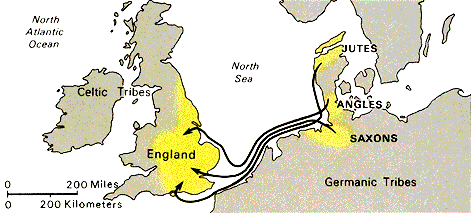 North
Atlantic
Ocean
North
Sea
JUTES
Celtic Tribes
ANGLES
England
SAXONS
Germanic Tribes
0 200 Miles
0 200 Kilometers